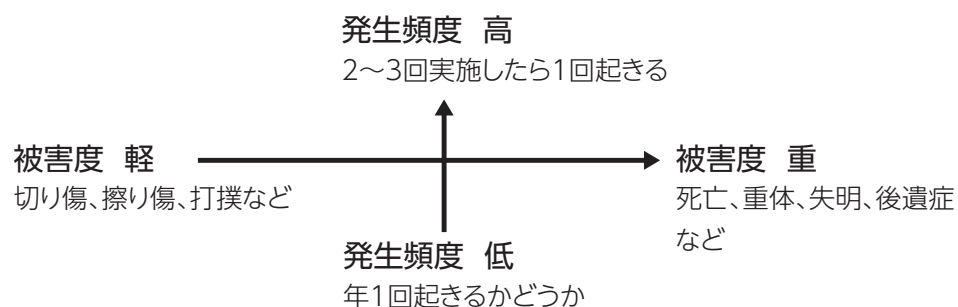 発生頻度 高
2〜3回実施したら1回起きる
被害度 軽
切り傷、擦り傷、打撲など
被害度 重
死亡、重体、失明、後遺症
など
発生頻度 低
年1回起きるかどうか